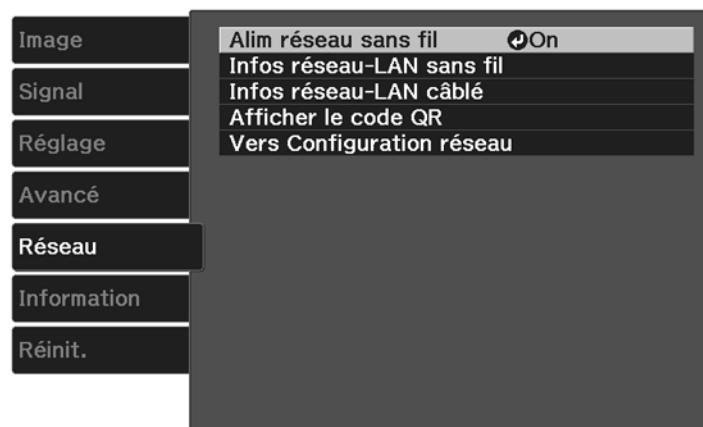 Image
Signal
Réglage
Avancé
Réseau
Information
Réinit.
Alim réseau sans fil On
Infos réseau-LAN sans fil
Infos réseau-LAN câblé
Afficher le code QR
Vers Configuration réseau